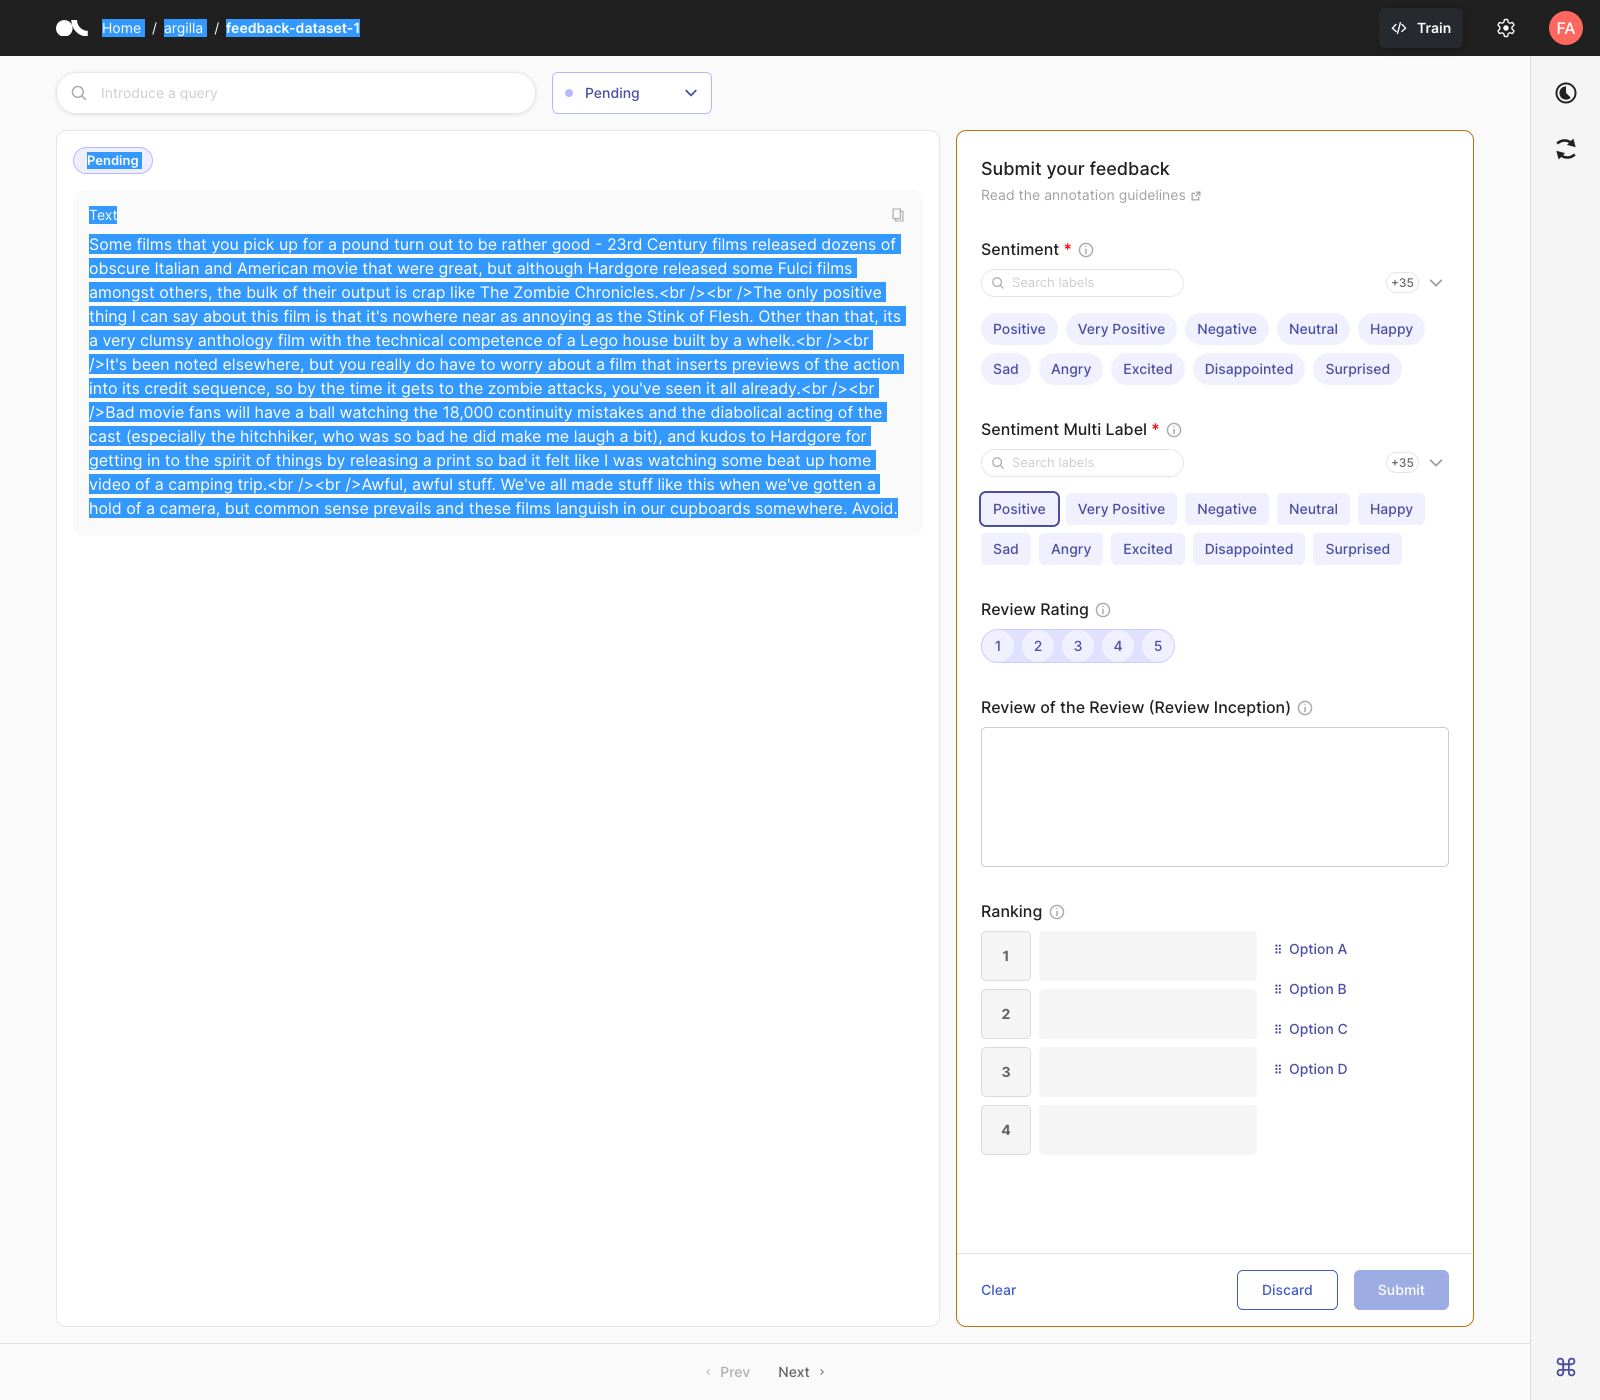 Home / argilla / feedback-dataset-1
Train
FA
Introduce a query
Pending
Pending
Text
Some films that you pick up for a pound turn out to be rather good - 23rd Century films released dozens of
obscure Italian and American movie that were great, but although Hardgore released some Fulci films
amongst others, the bulk of their output is crap like The Zombie Chronicles.<br /><br />The only positive
thing I can say about this film is that it's nowhere near as annoying as the Stink of Flesh. Other than that, its
a very clumsy anthology film with the technical competence of a Lego house built by a whelk.<br /><br
/>It's been noted elsewhere, but you really do have to worry about a film that inserts previews of the action
into its credit sequence, so by the time it gets to the zombie attacks, you've seen it all already.<br /><br
/>Bad movie fans will have a ball watching the 18,000 continuity mistakes and the diabolical acting of the
cast (especially the hitchhiker, who was so bad he did make me laugh a bit), and kudos to Hardgore for
getting in to the spirit of things by releasing a print so bad it felt like I was watching some beat up home
video of a camping trip.<br /><br />Awful, awful stuff. We've all made stuff like this when we've gotten a
hold of a camera, but common sense prevails and these films languish in our cupboards somewhere. Avoid.
Submit your feedback
Read the annotation guidelines
Sentiment *
Search labels +35
Positive Very Positive Negative Neutral Happy
Sad Angry Excited Disappointed Surprised
Sentiment Multi Label *
Search labels +35
Positive Very Positive Negative Neutral Happy
Sad Angry Excited Disappointed Surprised
Review Rating
1 2 3 4 5
Review of the Review (Review Inception)
Ranking
1 Option A
2 Option B
3 Option C
4 Option D
Clear Discard Submit
Prev Next